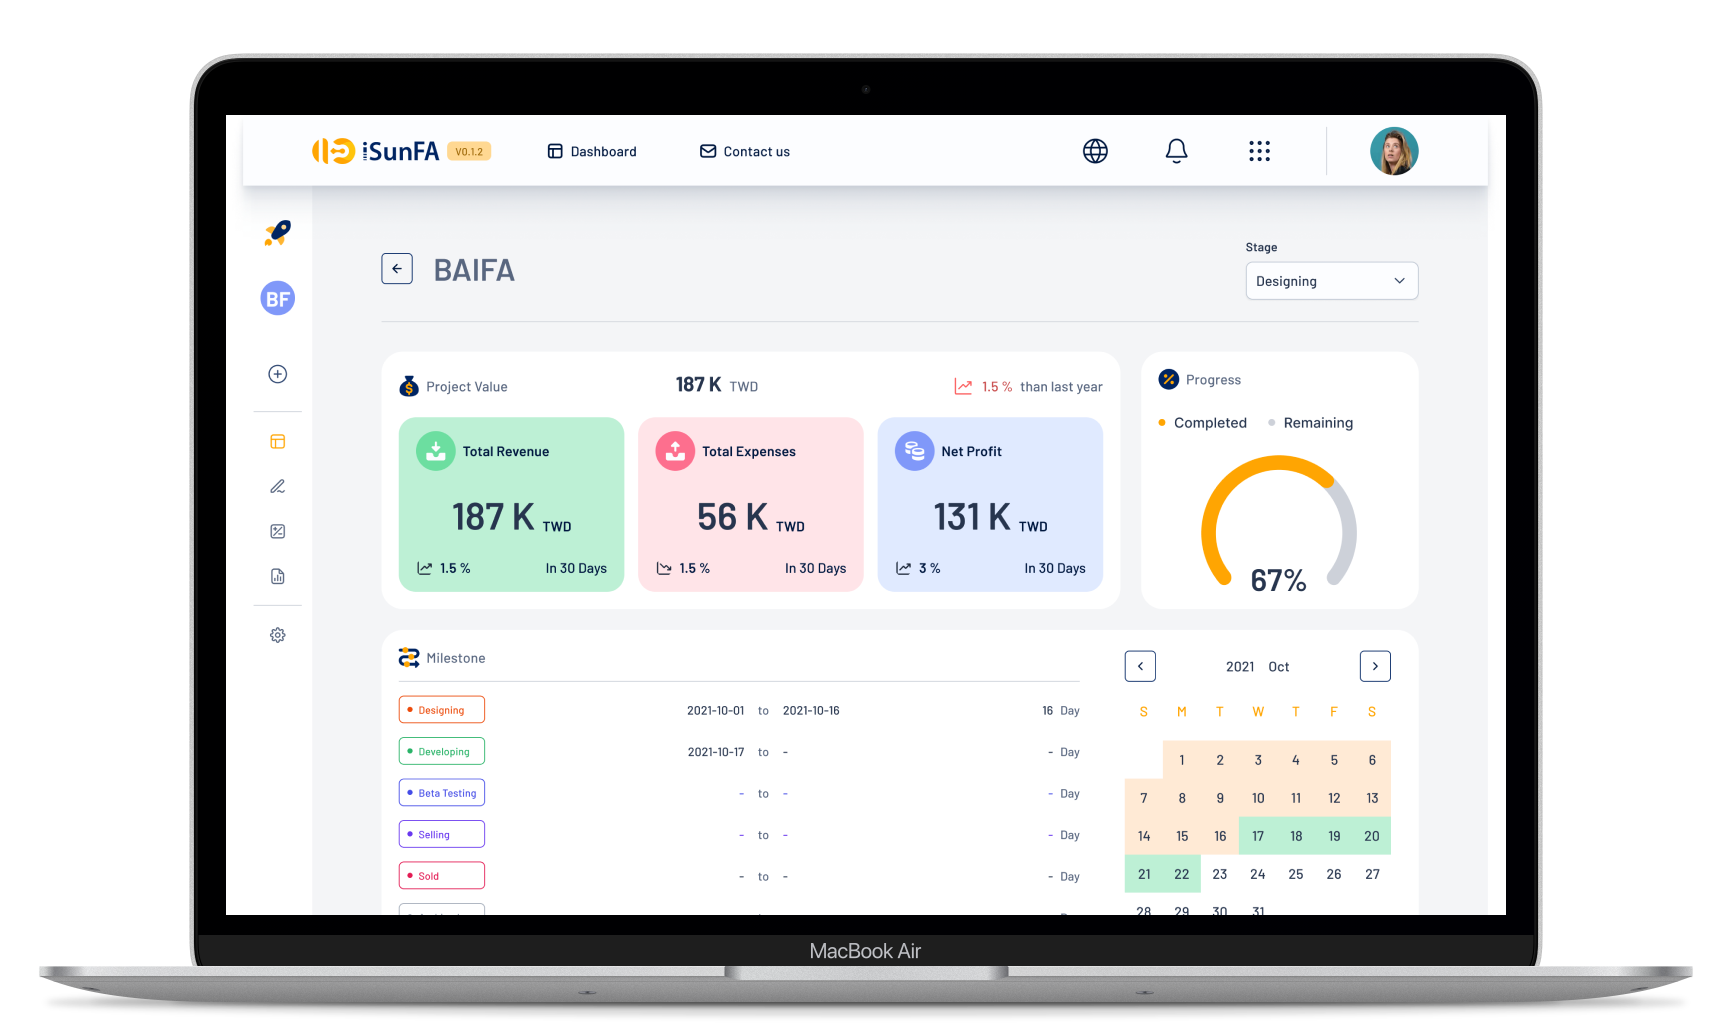 iSunFA V0.1.2 Dashboard Contact us
BF
BAIFA
Stage
Designing
Project Value 187 K TWD 1.5 % than last year
Total Revenue
187 K TWD
1.5 % In 30 Days
Total Expenses
56 K TWD
1.5 % In 30 Days
Net Profit
131 K TWD
3 % In 30 Days
Progress
Completed Remaining
67%
Milestone
Designing 2021-10-01 to 2021-10-16 16 Day
Developing 2021-10-17 to - - Day
Beta Testing - to - - Day
Selling - to - - Day
Sold - to - - Day
2021 Oct
S M T W T F S
1 2 3 4 5 6
7 8 9 10 11 12 13
14 15 16 17 18 19 20
21 22 23 24 25 26 27
28 29 30 31
MacBook Air